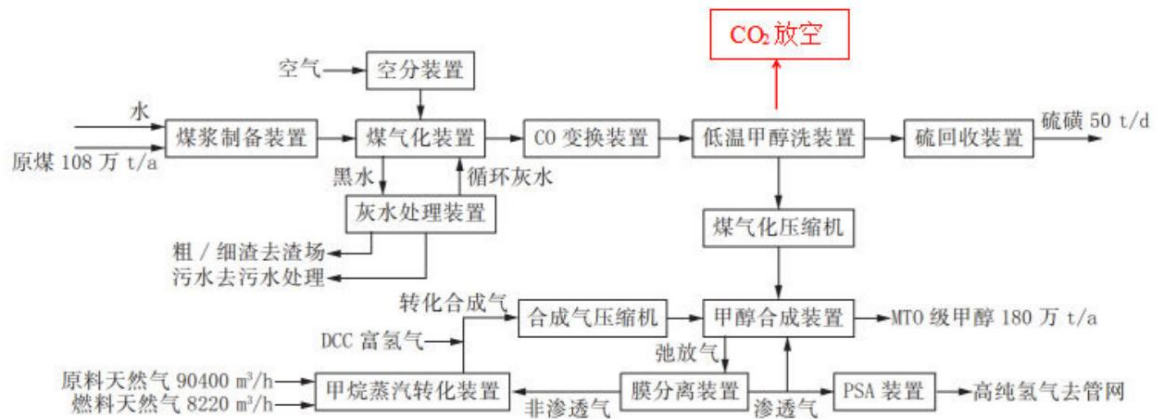 CO₂放空
空气
空分装置
水
原煤 108 万 t/a
煤浆制备装置
煤气化装置
CO 变换装置
低温甲醇洗装置
硫回收装置
硫磺 50 t/d
黑水
循环灰水
灰水处理装置
煤气化压缩机
粗/细渣去渣场
污水去污水处理
转化合成气
合成气压缩机
甲醇合成装置
MTO 级甲醇 180 万 t/a
DCC 富氢气
弛放气
原料天然气 90400 m³/h
燃料天然气 8220 m³/h
甲烷蒸汽转化装置
非渗透气
膜分离装置
渗透气
PSA 装置
高纯氢气去管网